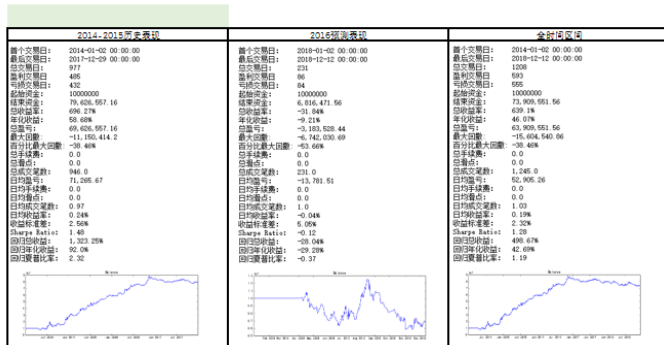 2014-2015历史表现
首个交易日: 2014-01-02 00:00:00
最后交易日: 2017-12-29 00:00:00
总交易日: 977
盈利交易日 485
亏损交易日: 432
起始资金: 10000000
结束资金: 79,626,557.16
总收益率: 696.27%
年化收益: 58.68%
总盈亏: 69,626,557.16
最大回撤: -11,150,414.2
百分比最大回撤: -38.46%
总手续费: 0.0
总滑点: 0.0
总成交笔数: 946.0
日均盈亏: 71,265.67
日均手续费: 0.0
日均滑点: 0.0
日均成交笔数: 0.97
日均收益率: 0.24%
收益标准差: 2.56%
Sharpe Ratio: 1.48
回归总收益: 1,323.25%
回归年化收益: 92.0%
回归夏普比率: 2.32
Balance
2016预测表现
首个交易日: 2018-01-02 00:00:00
最后交易日: 2018-12-12 00:00:00
总交易日: 231
盈利交易日 86
亏损交易日: 84
起始资金: 10000000
结束资金: 6,816,471.56
总收益率: -31.84%
年化收益: -9.21%
总盈亏: -3,183,528.44
最大回撤: -6,742,030.69
百分比最大回撤: -53.66%
总手续费: 0.0
总滑点: 0.0
总成交笔数: 231.0
日均盈亏: -13,781.51
日均手续费: 0.0
日均滑点: 0.0
日均成交笔数: 1.0
日均收益率: -0.04%
收益标准差: 5.05%
Sharpe Ratio: -0.12
回归总收益: -28.04%
回归年化收益: -29.28%
回归夏普比率: -0.37
Balance
全时间区间
首个交易日: 2014-01-02 00:00:00
最后交易日: 2018-12-12 00:00:00
总交易日: 1208
盈利交易日 593
亏损交易日: 555
起始资金: 10000000
结束资金: 73,909,551.56
总收益率: 639.1%
年化收益: 46.07%
总盈亏: 63,909,551.56
最大回撤: -15,604,540.86
百分比最大回撤: -38.46%
总手续费: 0.0
总滑点: 0.0
总成交笔数: 1,245.0
日均盈亏: 52,905.26
日均手续费: 0.0
日均滑点: 0.0
日均成交笔数: 1.03
日均收益率: 0.19%
收益标准差: 2.32%
Sharpe Ratio: 1.28
回归总收益: 498.67%
回归年化收益: 42.69%
回归夏普比率: 1.19
Balance